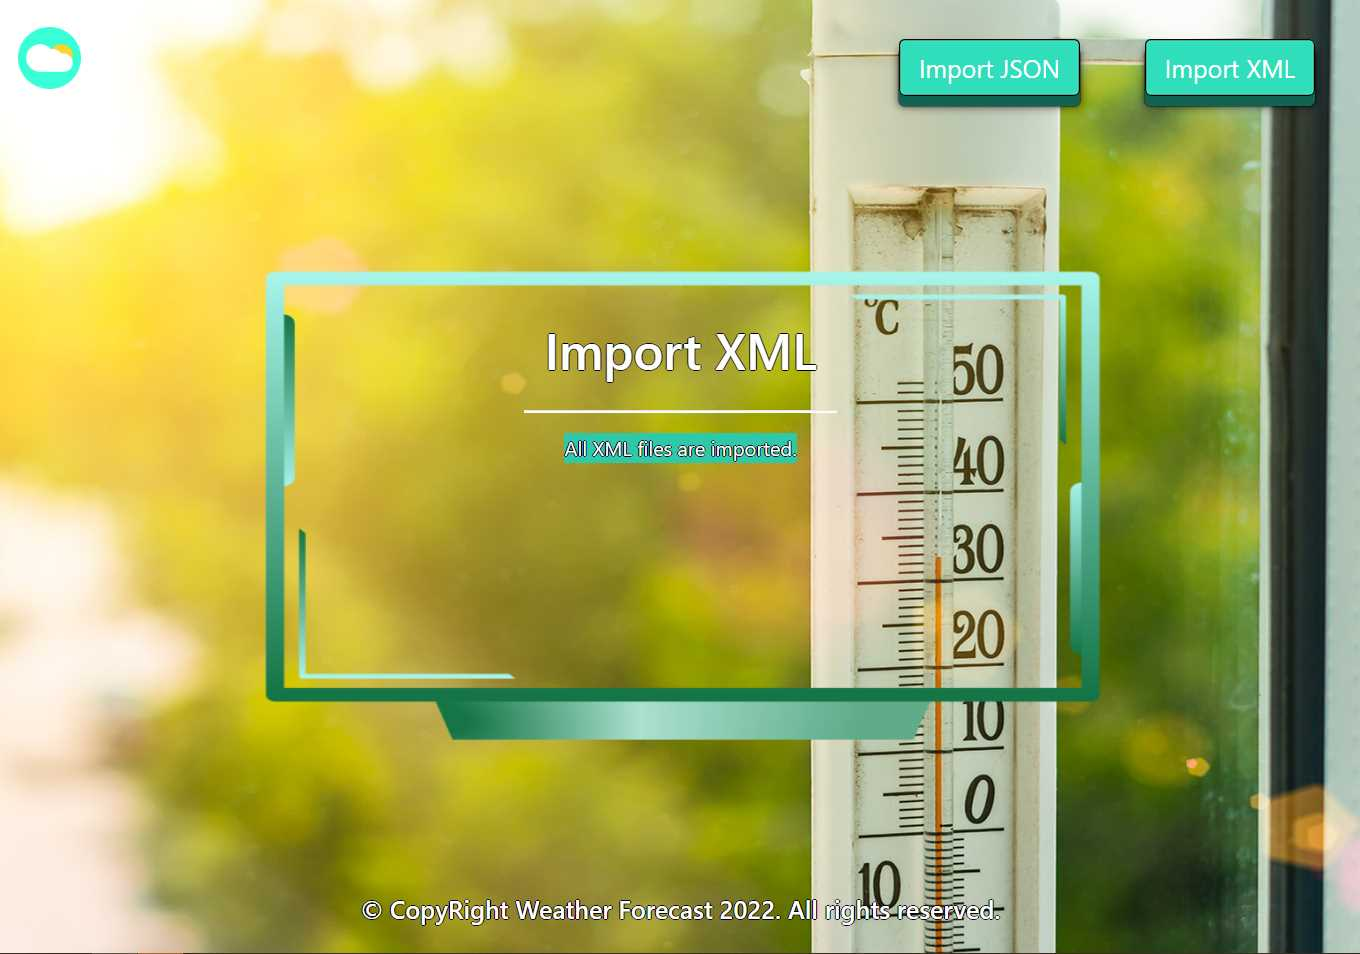 Import JSON
Import XML
Import XML
All XML files are imported.
°C
50
40
30
20
10
0
10
© CopyRight Weather Forecast 2022. All rights reserved.